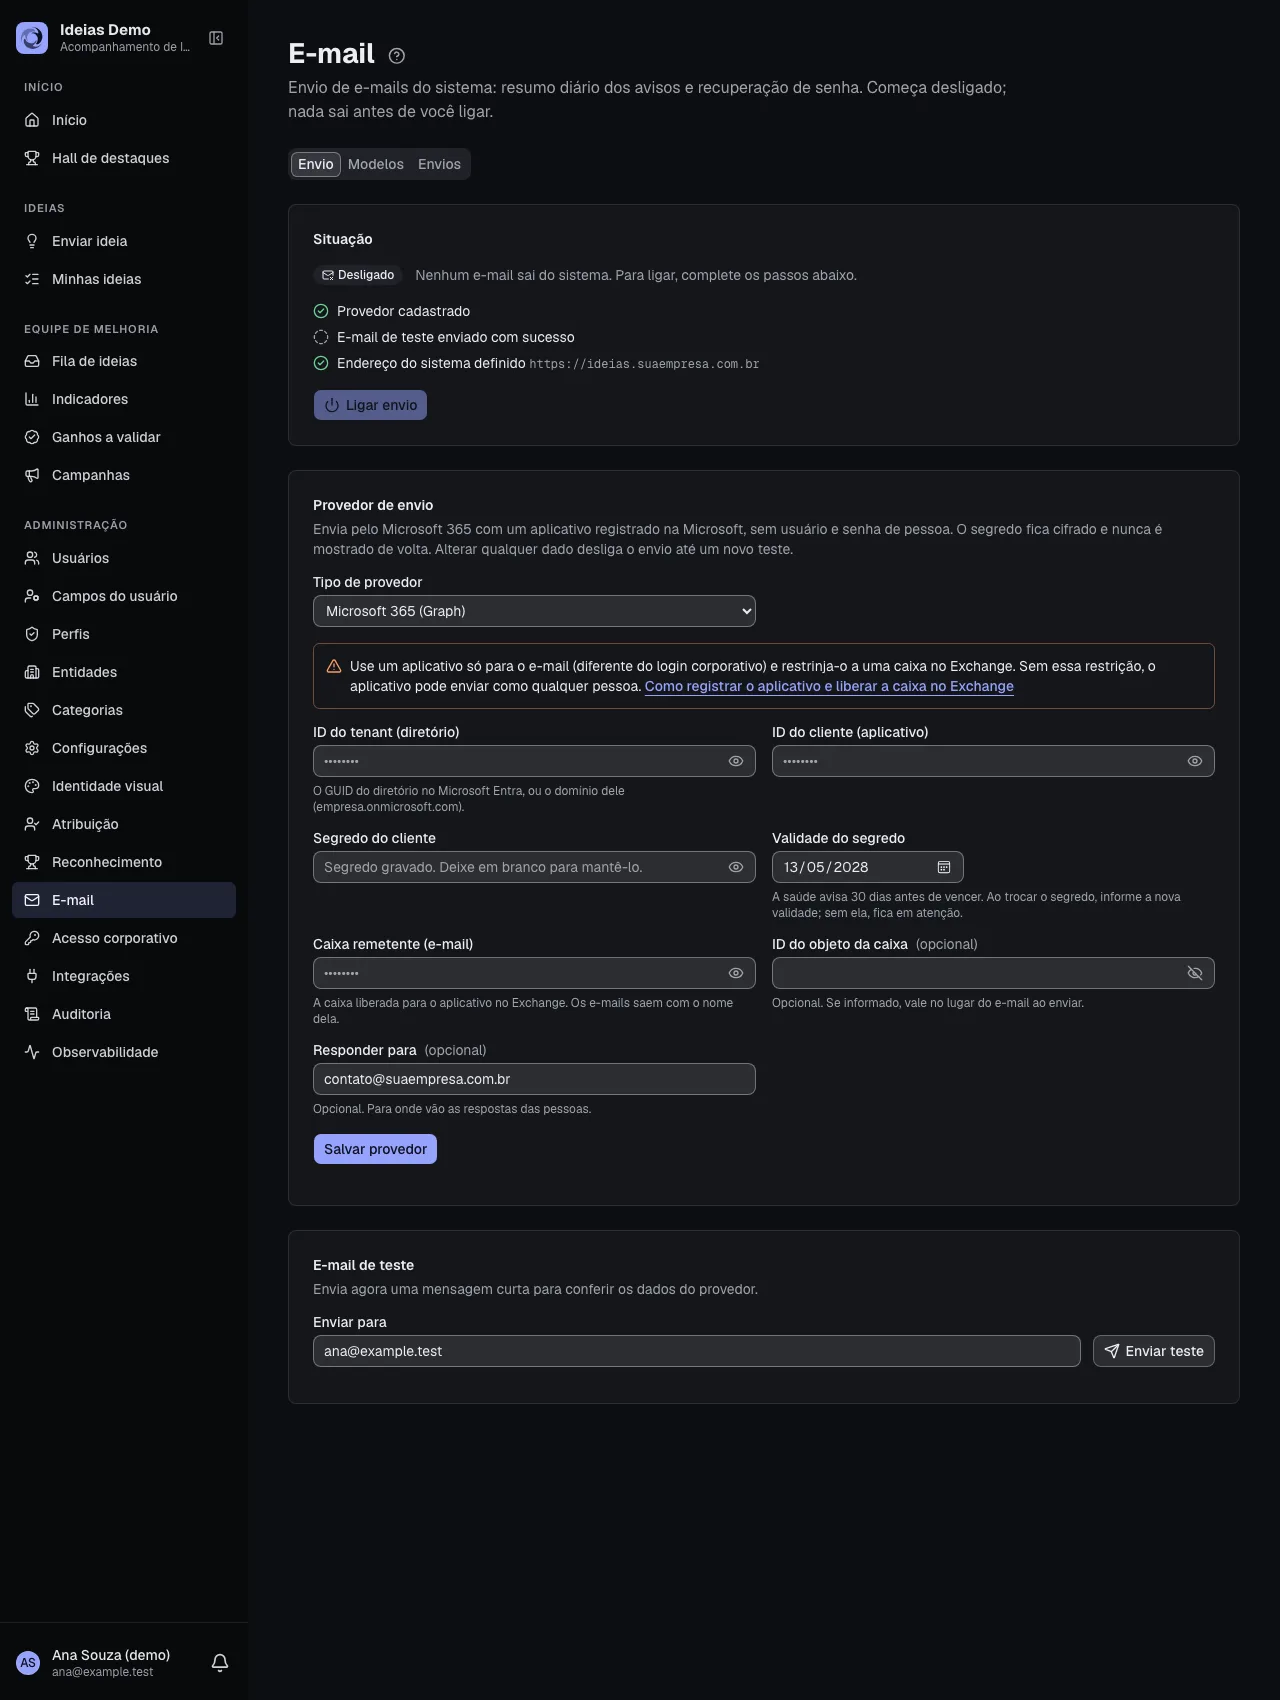 Ideias Demo
Acompanhamento de I...
INÍCIO
Início
Hall de destaques
IDEIAS
Enviar ideia
Minhas ideias
EQUIPE DE MELHORIA
Fila de ideias
Indicadores
Ganhos a validar
Campanhas
ADMINISTRAÇÃO
Usuários
Campos do usuário
Perfis
Entidades
Categorias
Configurações
Identidade visual
Atribuição
Reconhecimento
E-mail
Acesso corporativo
Integrações
Auditoria
Observabilidade
AS
Ana Souza (demo)
ana@example.test
E-mail
Envio de e-mails do sistema: resumo diário dos avisos e recuperação de senha. Começa desligado;
nada sai antes de você ligar.
Envio Modelos Envios
Situação
Desligado Nenhum e-mail sai do sistema. Para ligar, complete os passos abaixo.
Provedor cadastrado
E-mail de teste enviado com sucesso
Endereço do sistema definido https://ideias.suaempresa.com.br
Ligar envio
Provedor de envio
Envia pelo Microsoft 365 com um aplicativo registrado na Microsoft, sem usuário e senha de pessoa. O segredo fica cifrado e nunca é
mostrado de volta. Alterar qualquer dado desliga o envio até um novo teste.
Tipo de provedor
Microsoft 365 (Graph)
Use um aplicativo só para o e-mail (diferente do login corporativo) e restrinja-o a uma caixa no Exchange. Sem essa restrição, o
aplicativo pode enviar como qualquer pessoa. Como registrar o aplicativo e liberar a caixa no Exchange
ID do tenant (diretório)
••••••••
O GUID do diretório no Microsoft Entra, ou o domínio dele
(empresa.onmicrosoft.com).
ID do cliente (aplicativo)
••••••••
Segredo do cliente
Segredo gravado. Deixe em branco para mantê-lo.
Validade do segredo
13/05/2028
A saúde avisa 30 dias antes de vencer. Ao trocar o segredo, informe a nova
validade; sem ela, fica em atenção.
Caixa remetente (e-mail)
••••••••
A caixa liberada para o aplicativo no Exchange. Os e-mails saem com o nome
dela.
ID do objeto da caixa (opcional)
Opcional. Se informado, vale no lugar do e-mail ao enviar.
Responder para (opcional)
contato@suaempresa.com.br
Opcional. Para onde vão as respostas das pessoas.
Salvar provedor
E-mail de teste
Envia agora uma mensagem curta para conferir os dados do provedor.
Enviar para
ana@example.test
Enviar teste